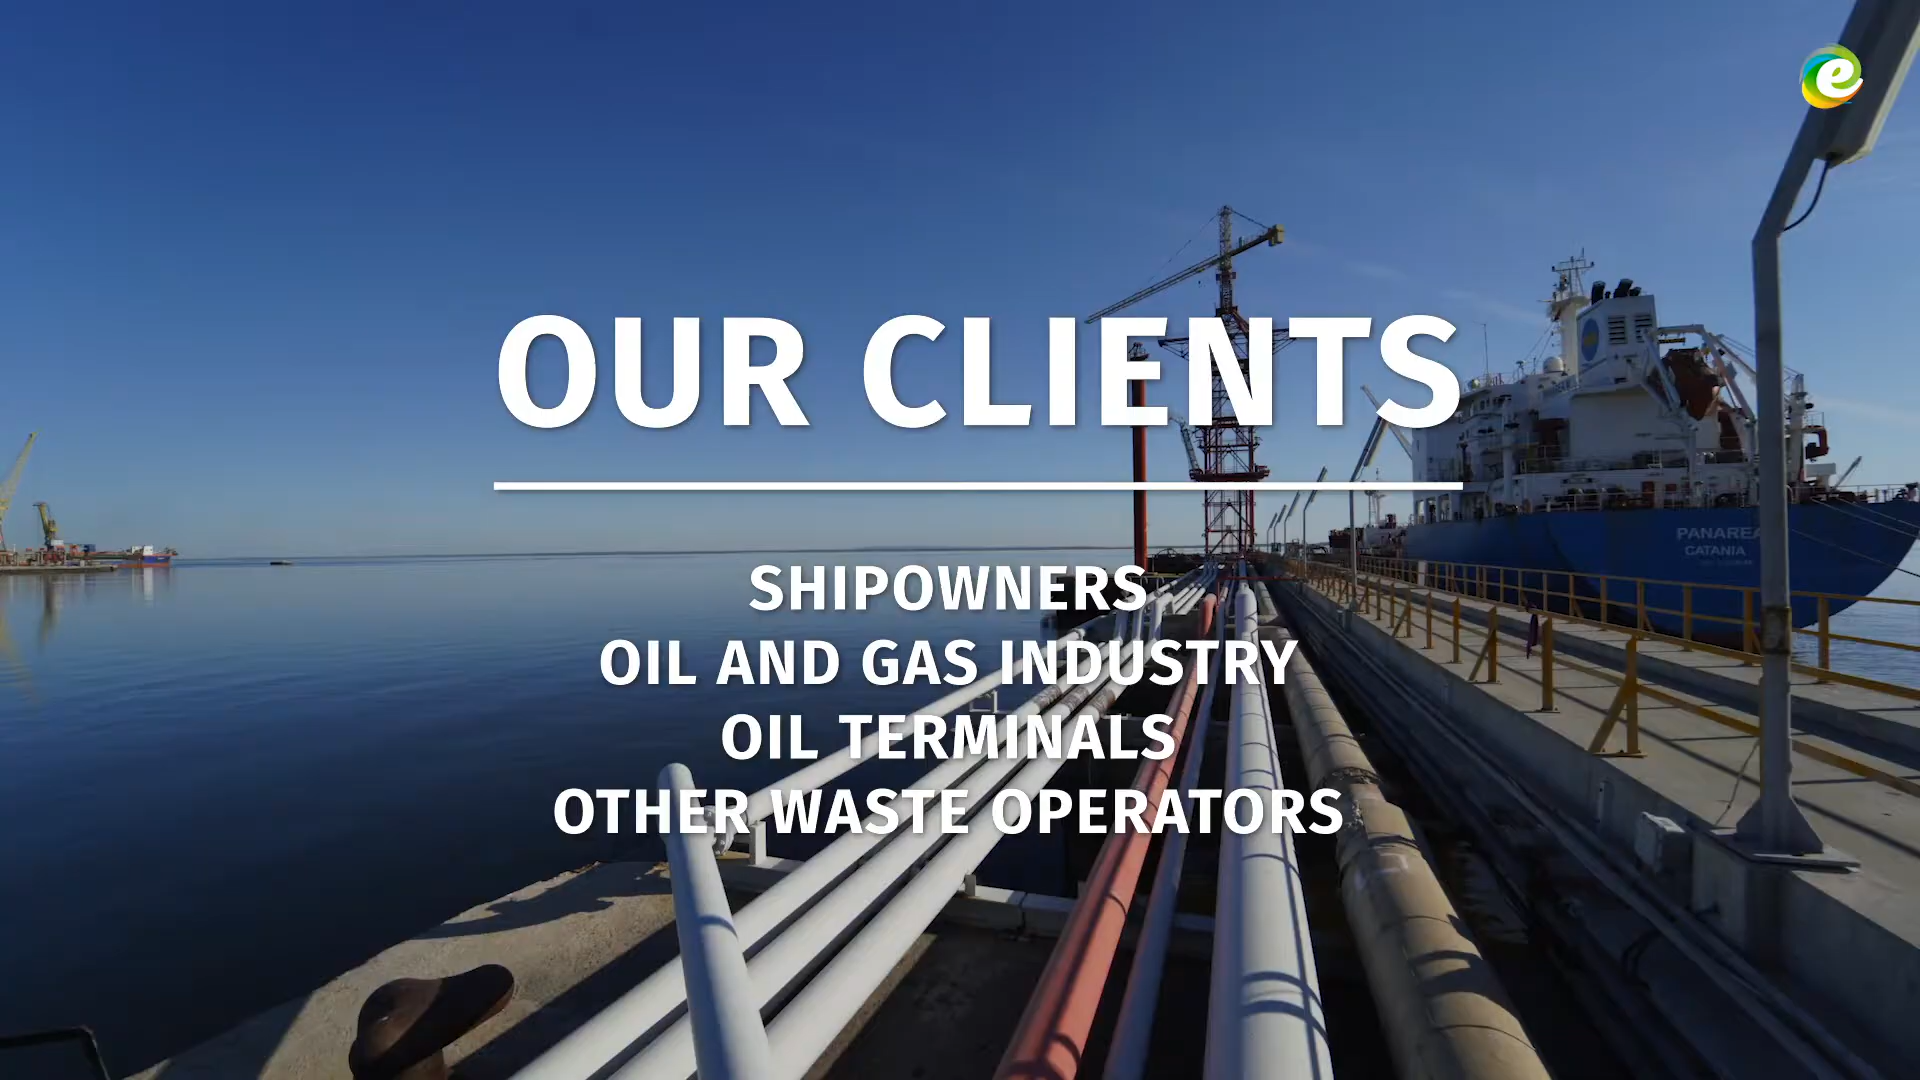 OUR CLIENTS
SHIPOWNERS
OIL AND GAS INDUSTRY
OIL TERMINALS
OTHER WASTE OPERATORS
PANAREA
CATANIA
e